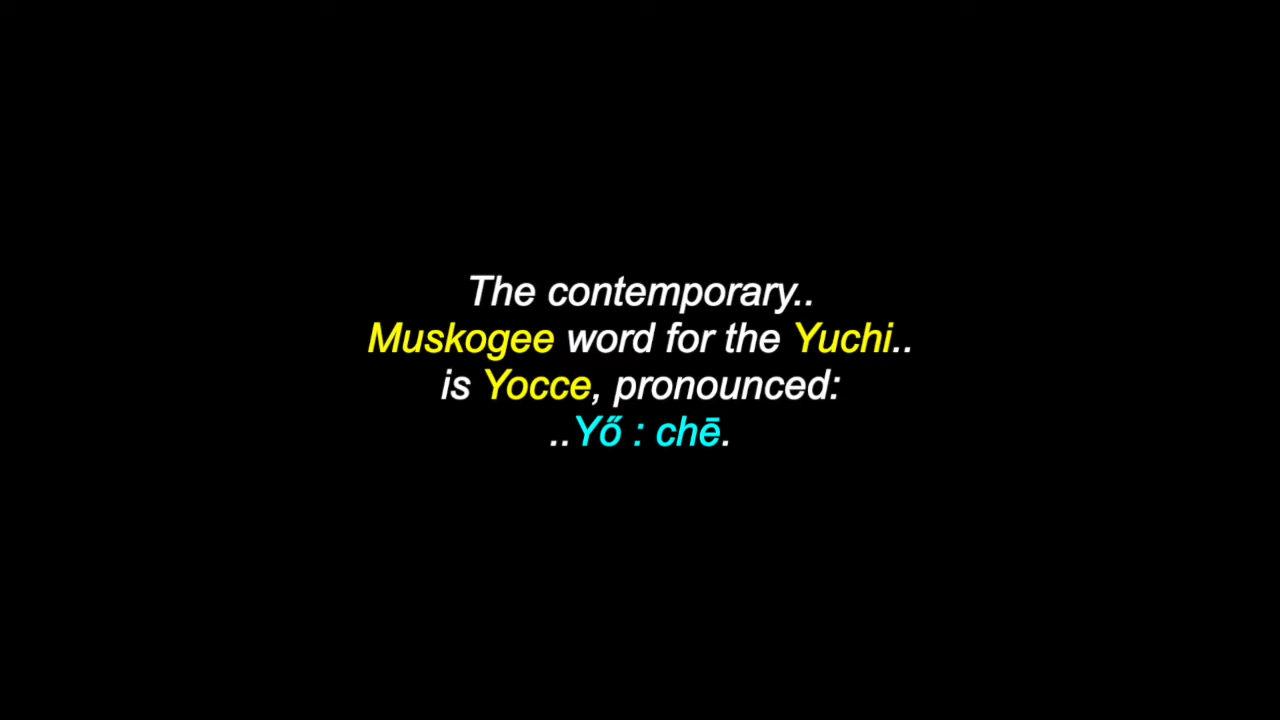 The contemporary..
Muskogee word for the Yuchi..
is Yocce, pronounced:
..Yő : chē.